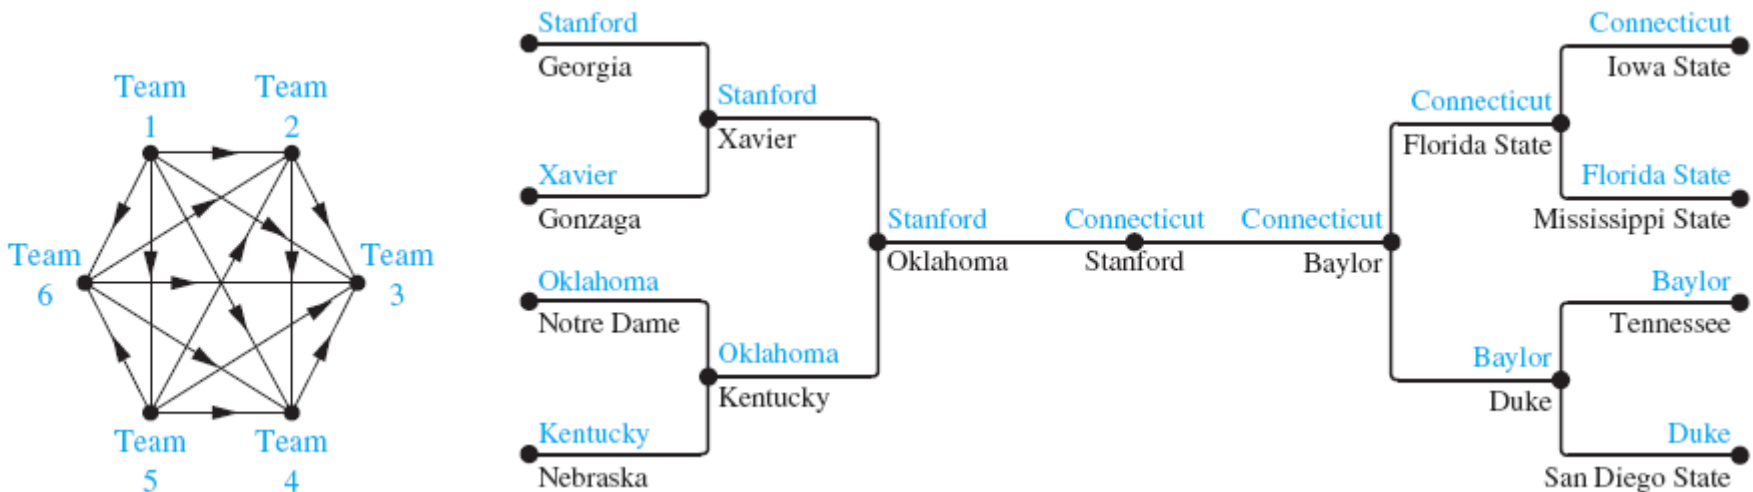 Team
1
Team
2
Team
6
Team
3
Team
5
Team
4
Stanford
Georgia
Stanford
Xavier
Xavier
Gonzaga
Stanford
Oklahoma
Oklahoma
Notre Dame
Oklahoma
Kentucky
Kentucky
Nebraska
Connecticut
Stanford
Connecticut
Baylor
Connecticut
Iowa State
Connecticut
Florida State
Florida State
Mississippi State
Baylor
Tennessee
Baylor
Duke
Duke
San Diego State